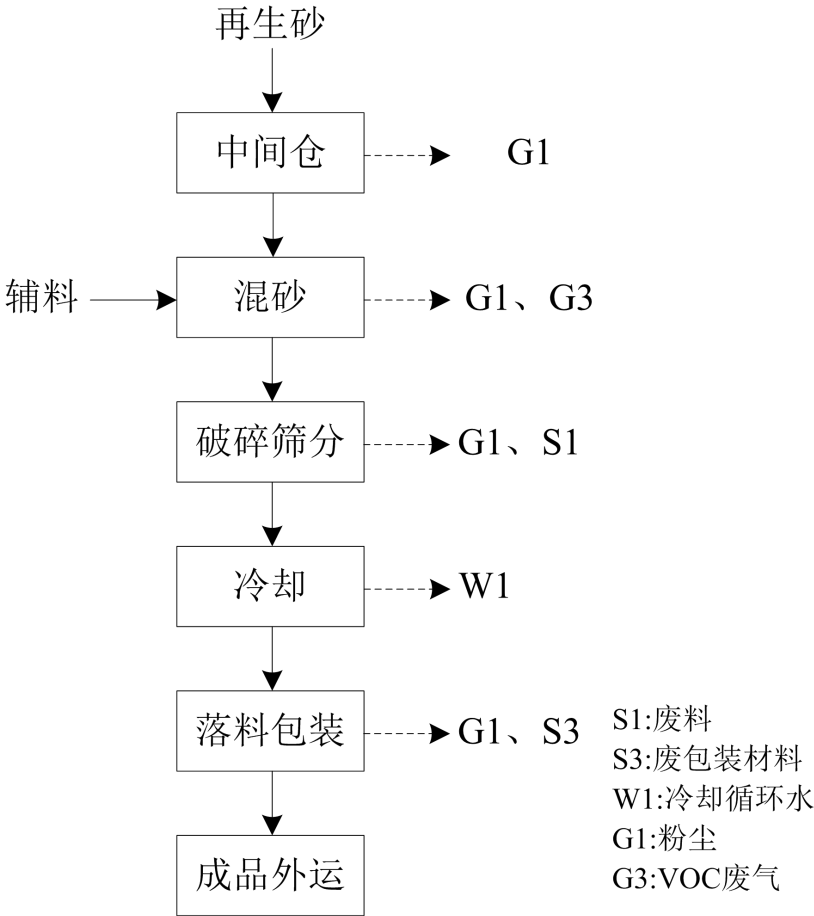 再生砂
中间仓
G1
辅料
混砂
G1、G3
破碎筛分
G1、S1
冷却
W1
落料包装
G1、S3
成品外运
S1:废料
S3:废包装材料
W1:冷却循环水
G1:粉尘
G3:VOC废气